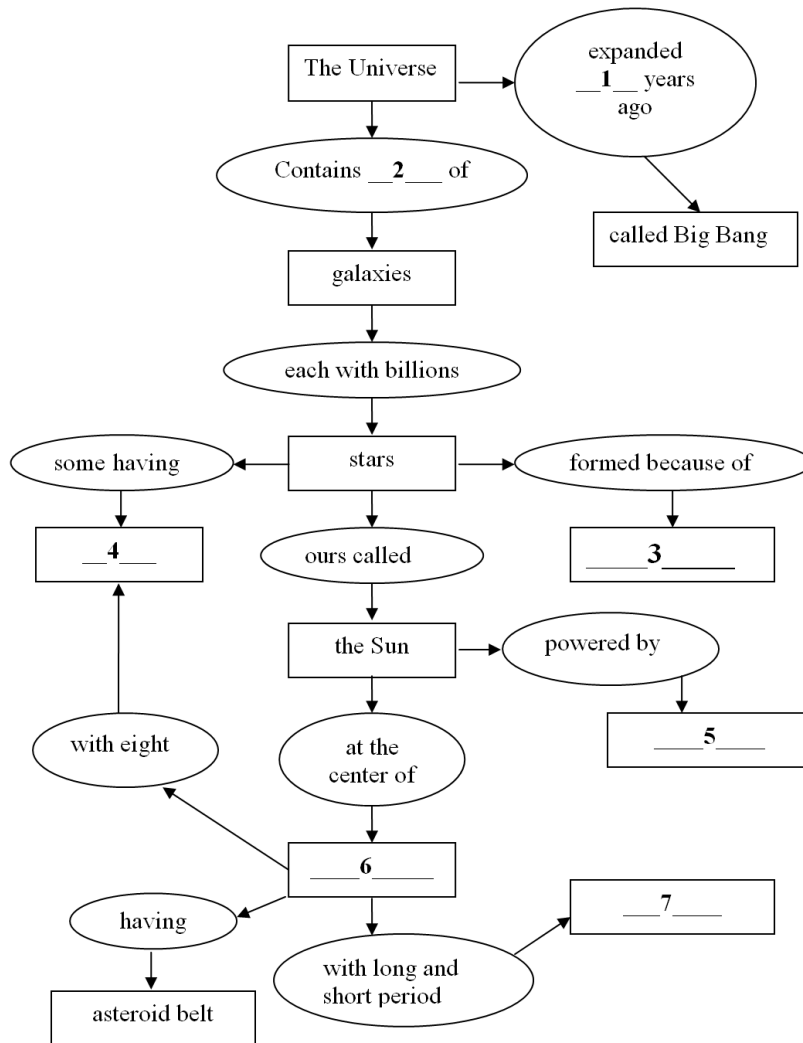 The Universe
expanded
__1__ years
ago
Contains __2___ of
called Big Bang
galaxies
each with billions
some having
stars
formed because of
__4___
ours called
_____3______
the Sun
powered by
with eight
at the
center of
____5____
____6_____
having
___7____
with long and
short period
asteroid belt